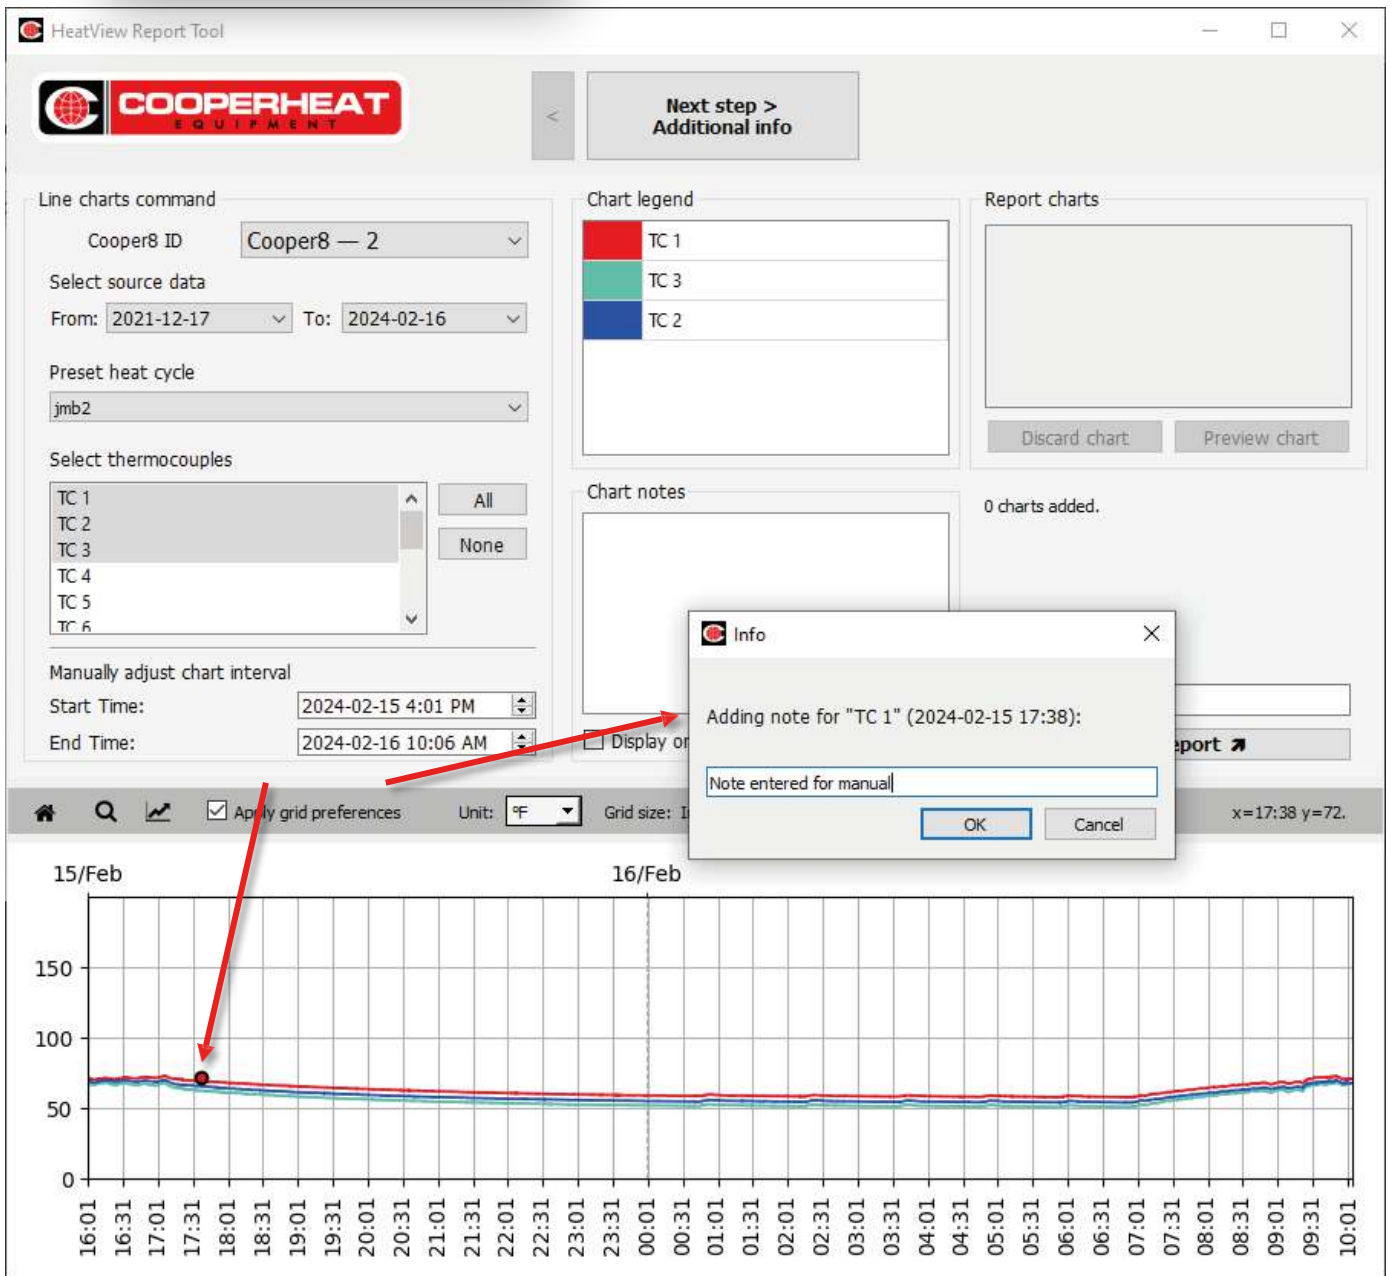 HeatView Report Tool
COOPERHEAT
EQUIPMENT
<
Next step >
Additional info
Line charts command
Cooper8 ID
Cooper8 — 2
Select source data
From:
2021-12-17
To:
2024-02-16
Preset heat cycle
jmb2
Select thermocouples
TC 1
TC 2
TC 3
TC 4
TC 5
TC 6
All
None
Manually adjust chart interval
Start Time:
2024-02-15 4:01 PM
End Time:
2024-02-16 10:06 AM
Chart legend
TC 1
TC 3
TC 2
Chart notes
Display
Report charts
Discard chart
Preview chart
0 charts added.
Info
Adding note for "TC 1" (2024-02-15 17:38):
Note entered for manual
OK
Cancel
eport
Apply grid preferences
Unit:
°F
Grid size:
x=17:38 y=72.
15/Feb
16/Feb
150
100
50
0
16:01
16:31
17:01
17:31
18:01
18:31
19:01
19:31
20:01
20:31
21:01
21:31
22:01
22:31
23:01
23:31
00:01
00:31
01:01
01:31
02:01
02:31
03:01
03:31
04:01
04:31
05:01
05:31
06:01
06:31
07:01
07:31
08:01
08:31
09:01
09:31
10:01